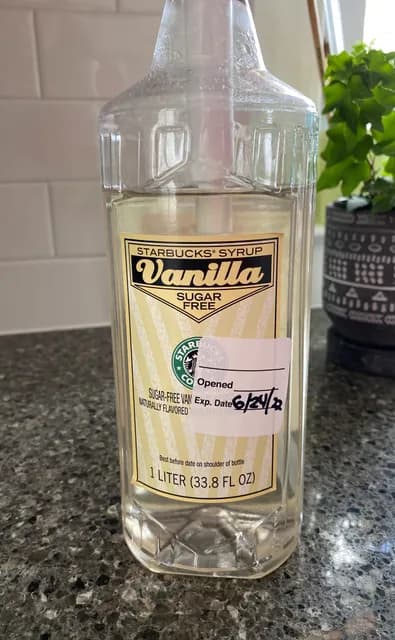 STARBUCKS® SYRUP
Vanilla
SUGAR
FREE
Opened
Exp. Date 6/24/22
SUGAR-FREE VAN
NATURALLY FLAVORED
Best before date on shoulder of bottle
1 LITER (33.8 FL OZ)